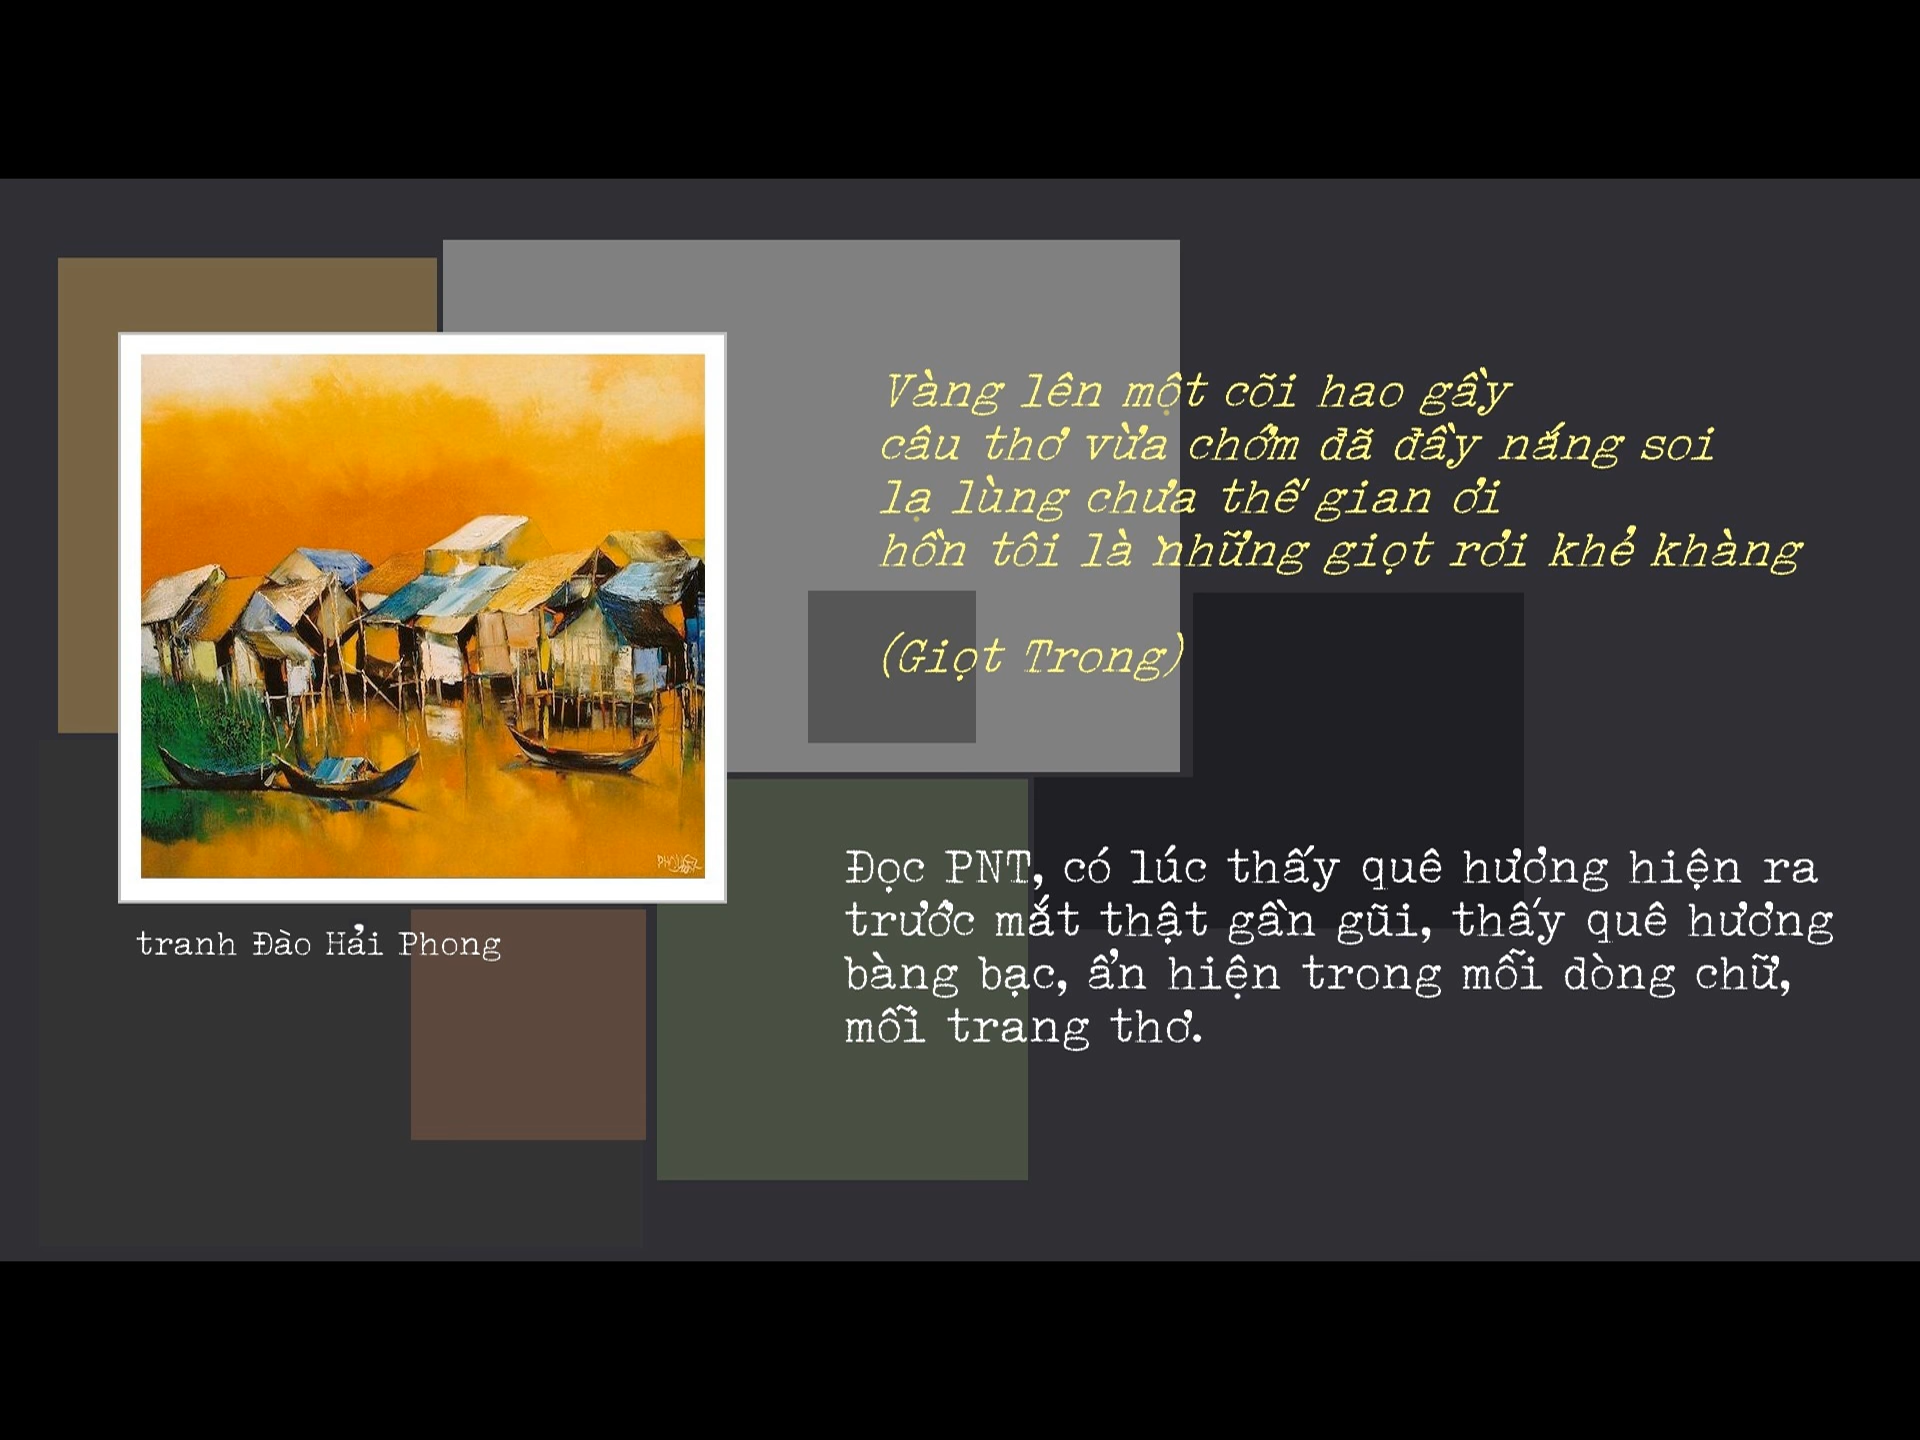 Vàng lên một cõi hao gầy
câu thơ vừa chớm đã đầy nắng soi
lạ lùng chưa thế gian ơi
hồn tôi là những giọt rơi khẻ khàng
(Giọt Trong)
Đọc PNT, có lúc thấy quê hương hiện ra
trước mắt thật gần gũi, thấy quê hương
bàng bạc, ẩn hiện trong mỗi dòng chữ,
mỗi trang thơ.
tranh Đào Hải Phong